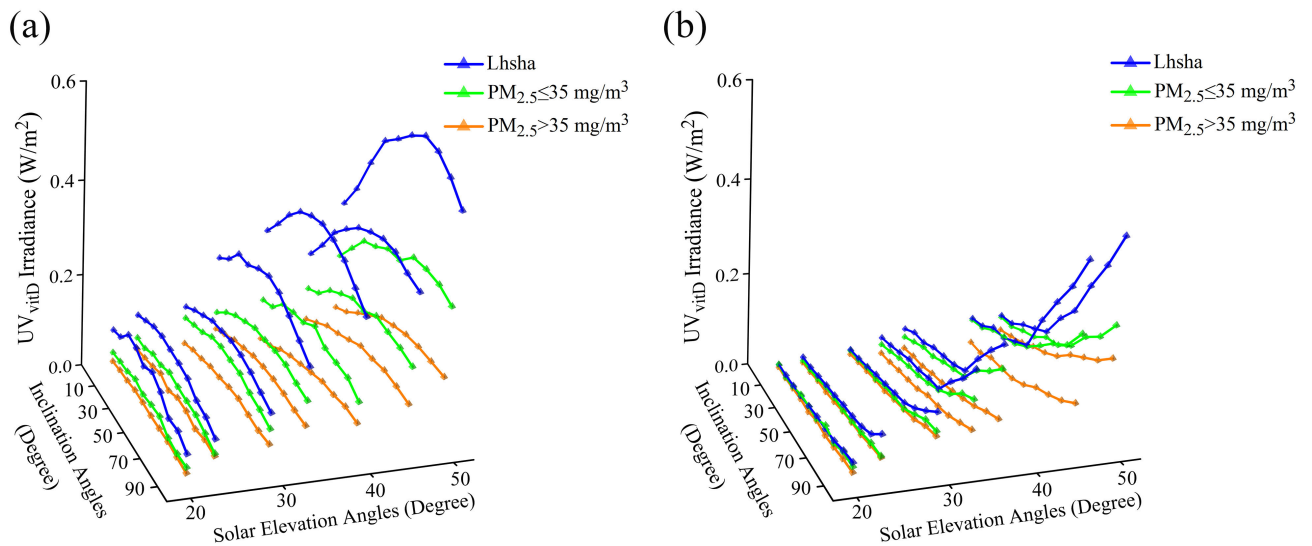 (a)
Lhsha
PM2.5≤35 mg/m3
PM2.5>35 mg/m3
UVvitD Irradiance (W/m2)
0.6
0.4
0.2
0.0
10
30
50
70
90
Inclination Angles
(Degree)
20
30
40
50
Solar Elevation Angles (Degree)
(b)
Lhsha
PM2.5≤35 mg/m3
PM2.5>35 mg/m3
UVvitD Irradiance (W/m2)
0.6
0.4
0.2
0.0
10
30
50
70
90
Inclination Angles
(Degree)
20
30
40
50
Solar Elevation Angles (Degree)